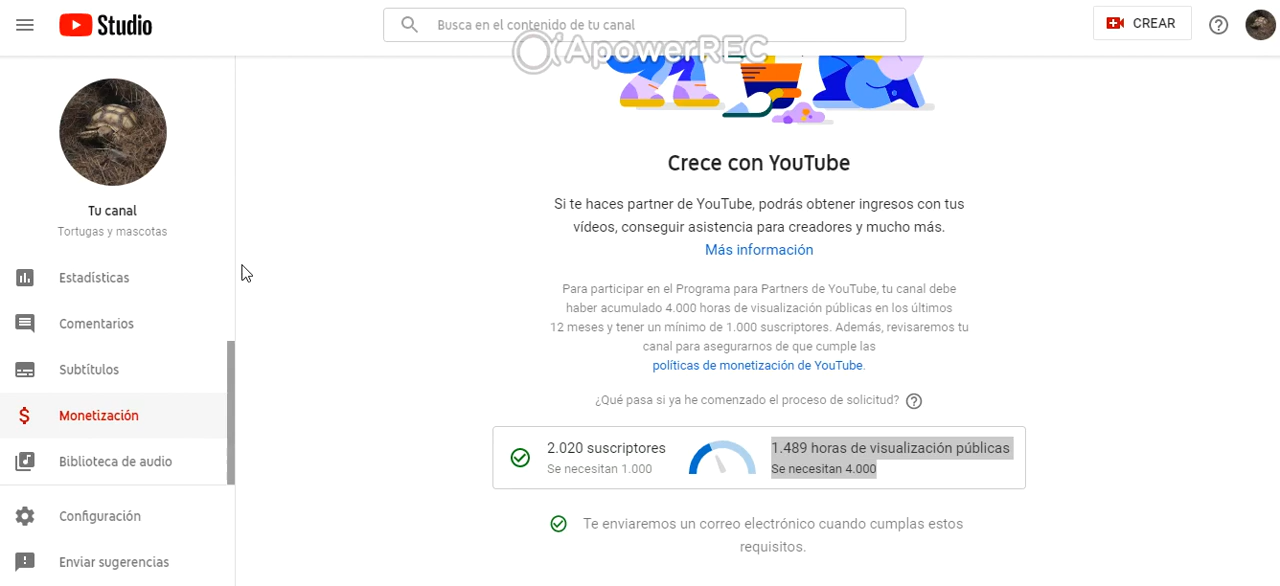 Studio
Busca en el contenido de tu canal
CREAR
ApowerREC
Tu canal
Tortugas y mascotas
Estadísticas
Comentarios
Subtítulos
Monetización
Biblioteca de audio
Configuración
Enviar sugerencias
Crece con YouTube
Si te haces partner de YouTube, podrás obtener ingresos con tus
vídeos, conseguir asistencia para creadores y mucho más.
Más información
Para participar en el Programa para Partners de YouTube, tu canal debe
haber acumulado 4.000 horas de visualización públicas en los últimos
12 meses y tener un mínimo de 1.000 suscriptores. Además, revisaremos tu
canal para asegurarnos de que cumple las
políticas de monetización de YouTube.
¿Qué pasa si ya he comenzado el proceso de solicitud?
2.020 suscriptores
Se necesitan 1.000
1.489 horas de visualización públicas
Se necesitan 4.000
Te enviaremos un correo electrónico cuando cumplas estos
requisitos.